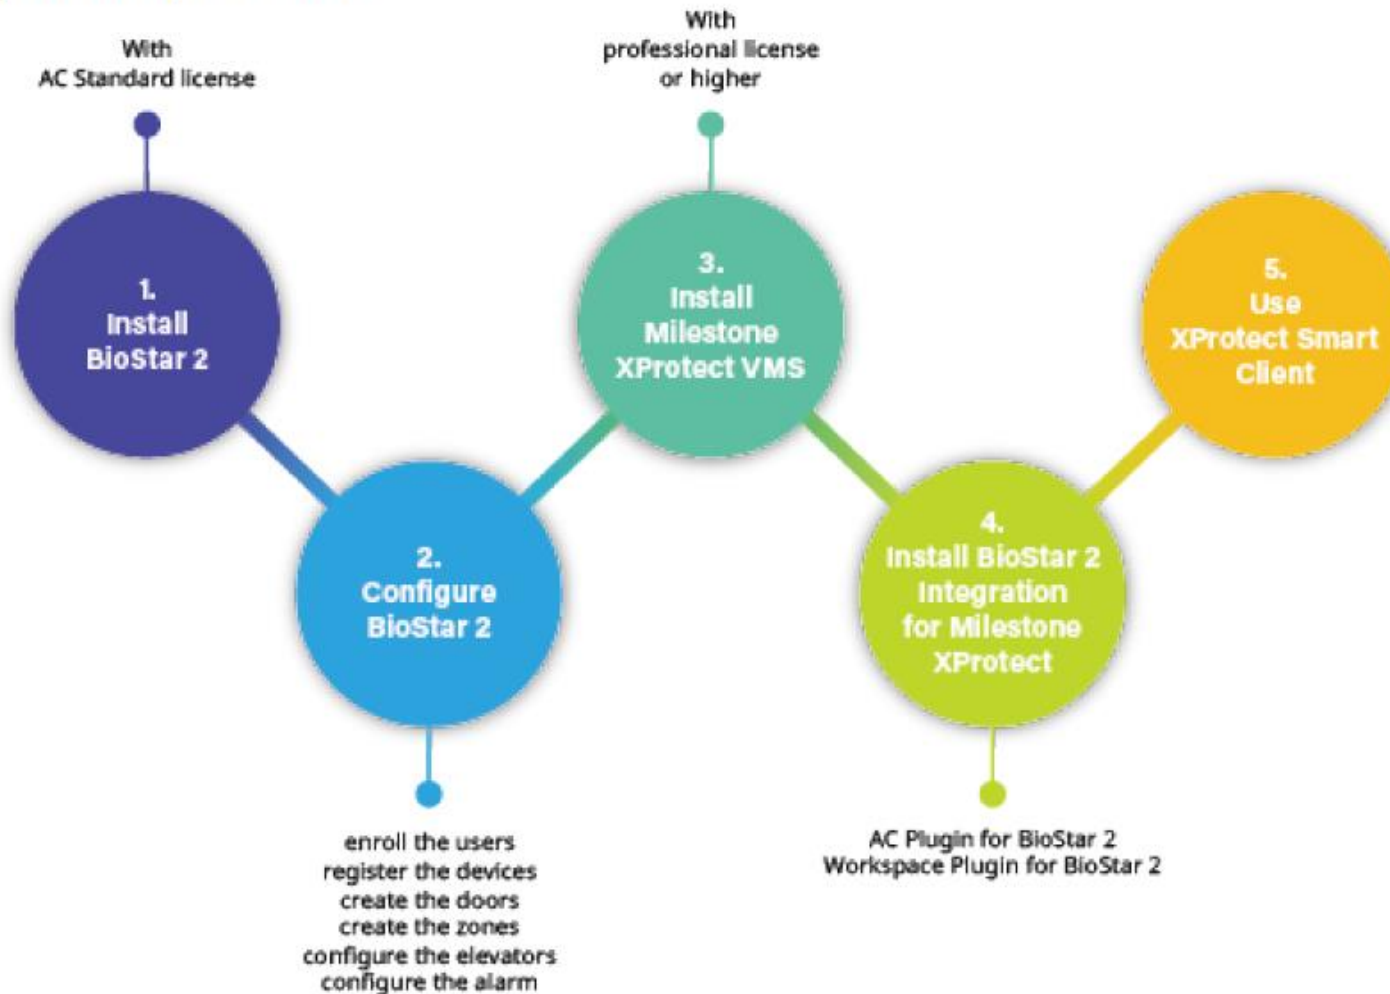 With
AC Standard license
1.
Install
BioStar 2
2.
Configure
BioStar 2
enroll the users
register the devices
create the doors
create the zones
configure the elevators
configure the alarm
With
professional license
or higher
3.
Install
Milestone
XProtect VMS
4.
Install BioStar 2
Integration
for Milestone
XProtect
AC Plugin for BioStar 2
Workspace Plugin for BioStar 2
5.
Use
XProtect Smart
Client